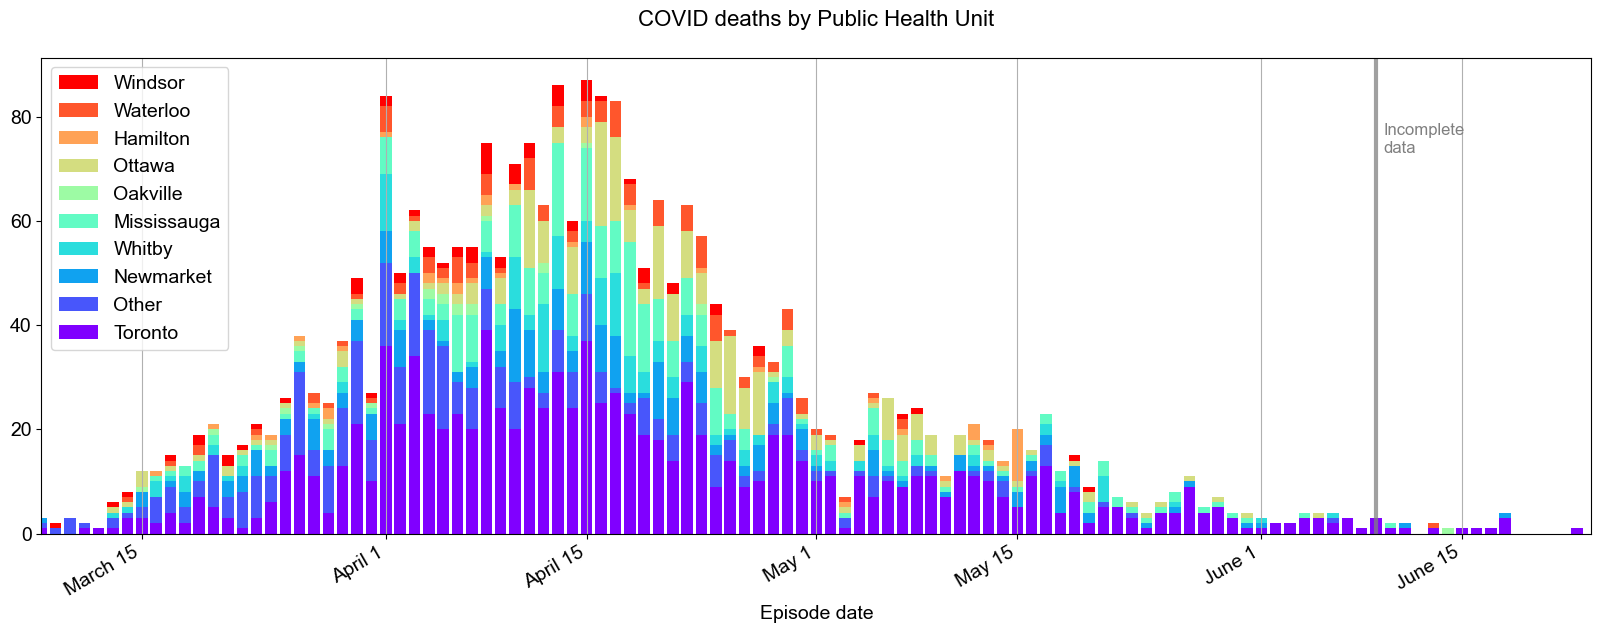 COVID deaths by Public Health Unit
Windsor
Waterloo
Hamilton
Ottawa
Oakville
Mississauga
Whitby
Newmarket
Other
Toronto
Incomplete
data
80
60
40
20
0
March 15
April 1
April 15
May 1
May 15
June 1
June 15
Episode date